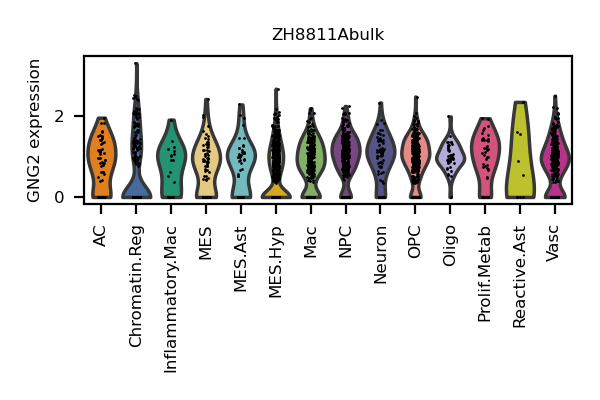 ZH8811Abulk
GNG2 expression
2
0
AC
Chromatin.Reg
Inflammatory.Mac
MES
MES.Ast
MES.Hyp
Mac
NPC
Neuron
OPC
Oligo
Prolif.Metab
Reactive.Ast
Vasc